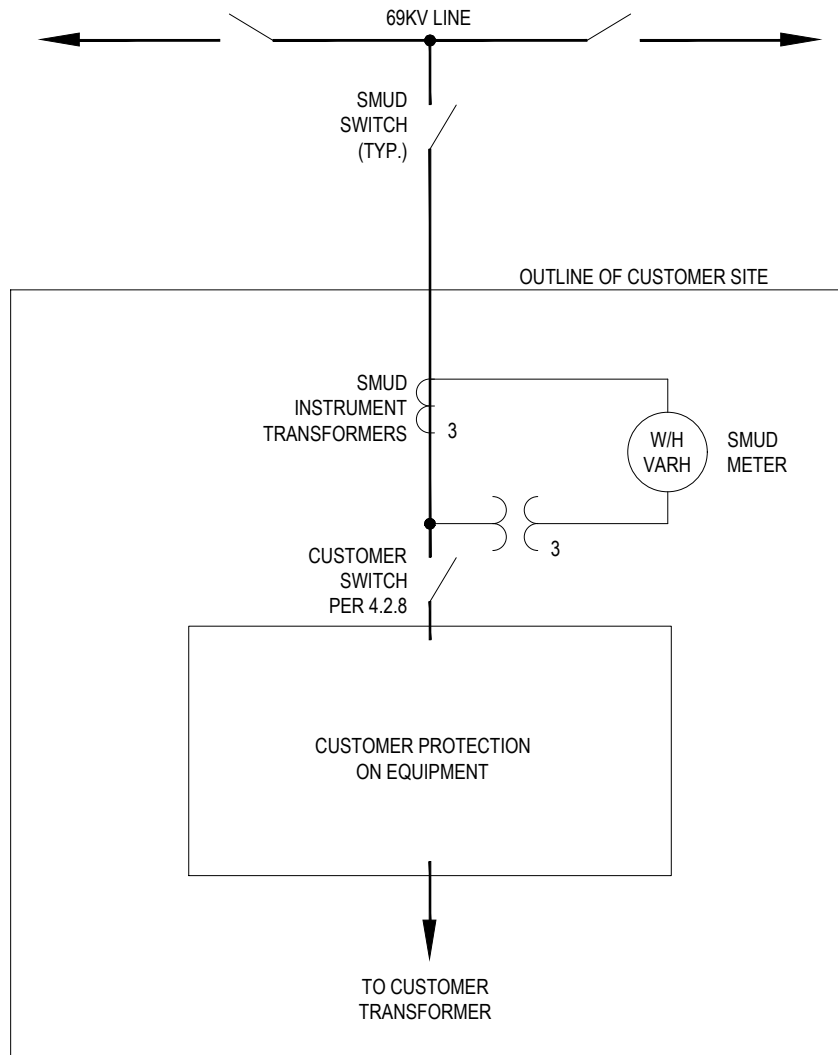 69KV LINE
SMUD
SWITCH
(TYP.)
OUTLINE OF CUSTOMER SITE
SMUD
INSTRUMENT
TRANSFORMERS
3
W/H
VARH
SMUD
METER
3
CUSTOMER
SWITCH
PER 4.2.8
CUSTOMER PROTECTION
ON EQUIPMENT
TO CUSTOMER
TRANSFORMER